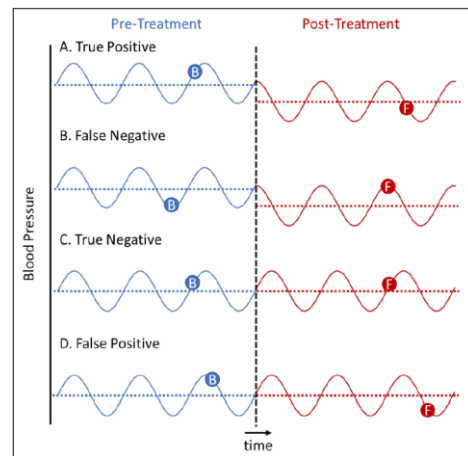 Pre-Treatment
Post-Treatment
A. True Positive
B
F
B. False Negative
B
F
Blood Pressure
C. True Negative
B
F
D. False Positive
B
F
time